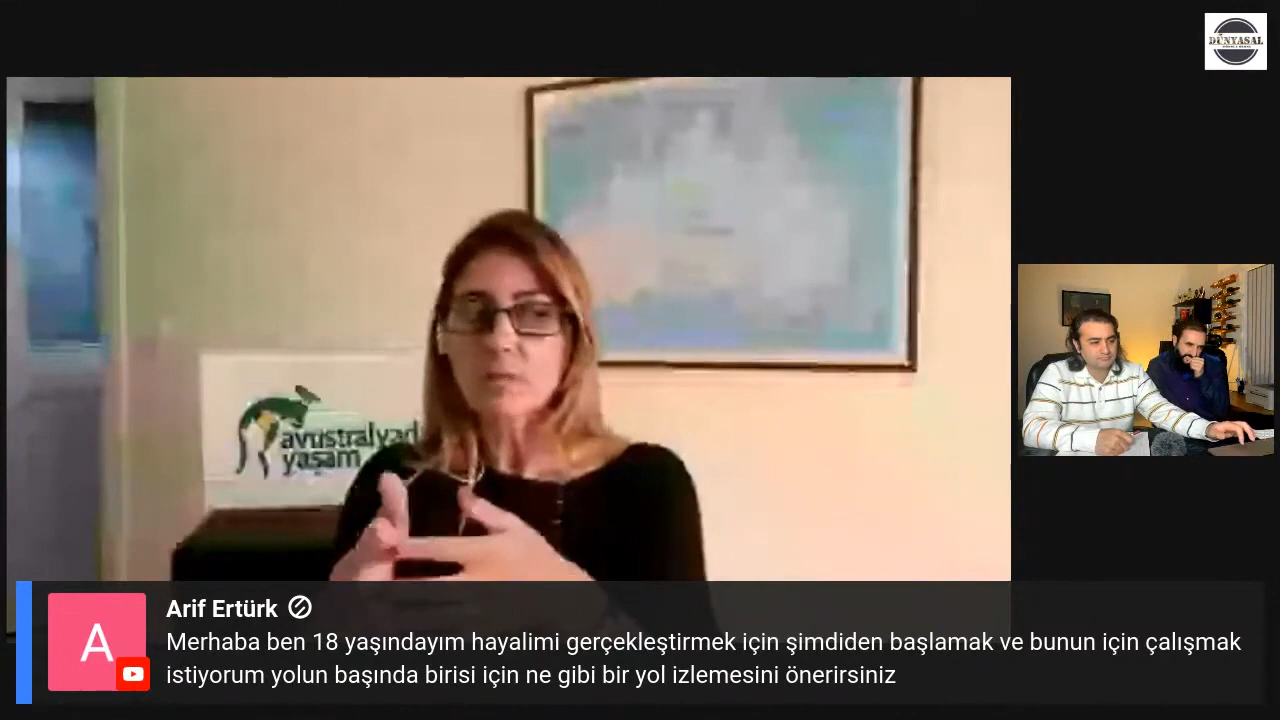 DÜNYASAL
avustralyad
yaşam
Arif Ertürk
A
Merhaba ben 18 yaşındayım hayalimi gerçekleştirmek için şimdiden başlamak ve bunun için çalışmak
istiyorum yolun başında birisi için ne gibi bir yol izlemesini önerirsiniz